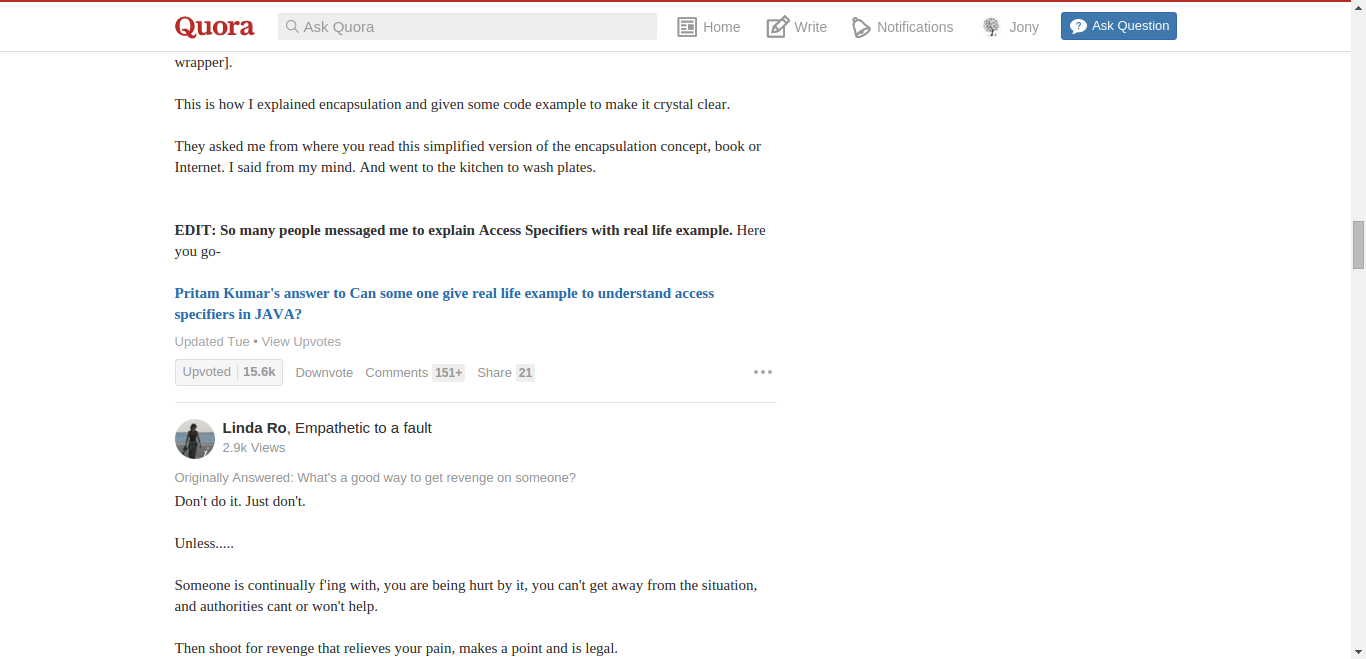 Quora
Ask Quora
Home
Write
Notifications
Jony
? Ask Question
wrapper].
This is how I explained encapsulation and given some code example to make it crystal clear.
They asked me from where you read this simplified version of the encapsulation concept, book or
Internet. I said from my mind. And went to the kitchen to wash plates.
EDIT: So many people messaged me to explain Access Specifiers with real life example. Here
you go-
Pritam Kumar's answer to Can some one give real life example to understand access
specifiers in JAVA?
Updated Tue • View Upvotes
Upvoted 15.6k Downvote Comments 151+ Share 21
Linda Ro, Empathetic to a fault
2.9k Views
Originally Answered: What's a good way to get revenge on someone?
Don't do it. Just don't.
Unless.....
Someone is continually f'ing with, you are being hurt by it, you can't get away from the situation,
and authorities cant or won't help.
Then shoot for revenge that relieves your pain, makes a point and is legal.